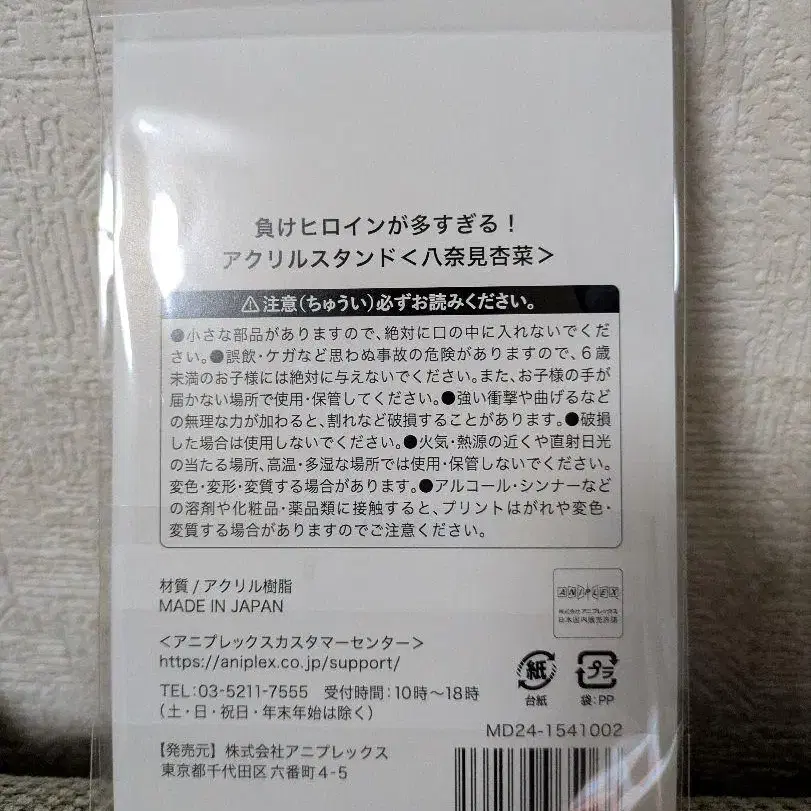 負けヒロインが多すぎる！
アクリルスタンド＜八奈見杏菜＞
⚠注意(ちゅうい)必ずお読みください。
●小さな部品がありますので、絶対に口の中に入れないでくだ
さい。●誤飲・ケガなど思わぬ事故の危険がありますので、6歳
未満のお子様には絶対に与えないでください。また、お子様の手が
届かない場所で使用・保管してください。●強い衝撃や曲げるなど
の無理な力が加わると、割れなど破損することがあります。●破損
した場合は使用しないでください。●火気・熱源の近くや直射日光
の当たる場所、高温・多湿な場所では使用・保管しないでください。
変色・変形・変質する場合があります。●アルコール・シンナーなど
の溶剤や化粧品・薬品類に接触すると、プリントはがれや変色・
変質する場合がありますのでご注意ください。
材質/アクリル樹脂
MADE IN JAPAN
ANIPLEX
株式会社アニプレックス
日本国内販売許諾
＜アニプレックスカスタマーセンター＞
https://aniplex.co.jp/support/
TEL:03-5211-7555 受付時間:10時〜18時
(土・日・祝日・年末年始は除く)
紙
台紙
プラ
袋:PP
MD24-1541002
【発売元】株式会社アニプレックス
東京都千代田区六番町4-5